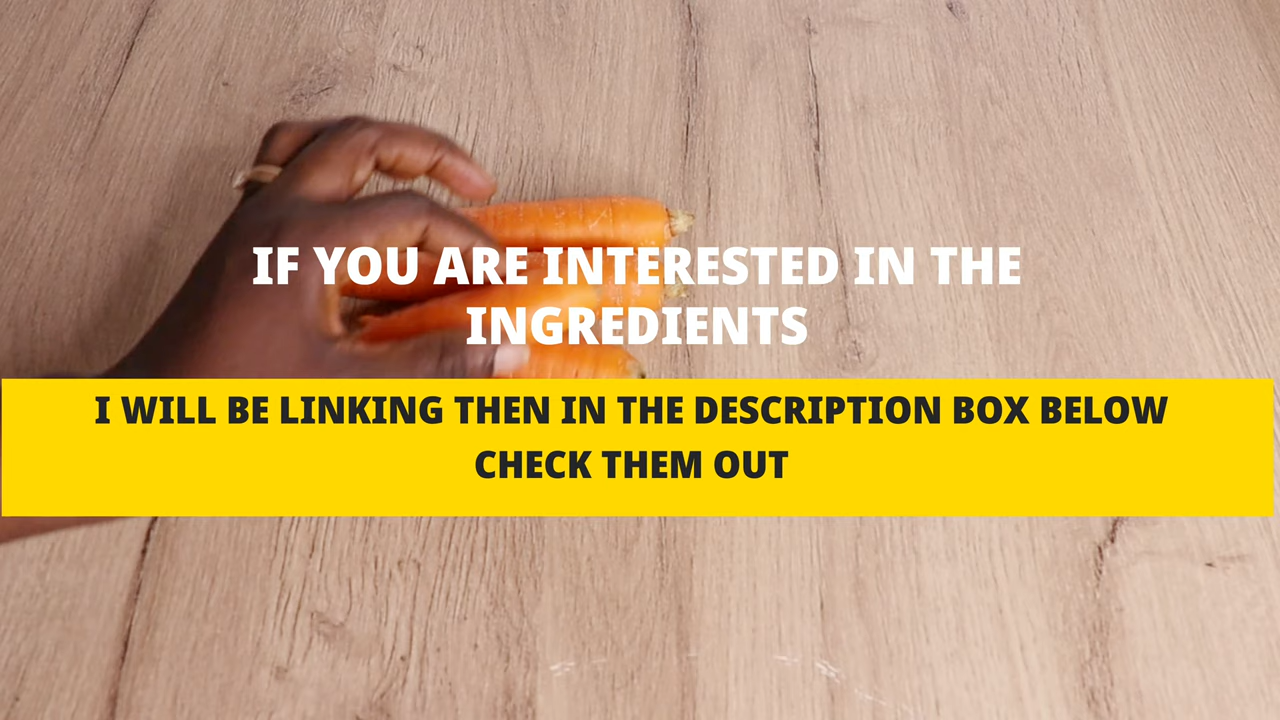 IF YOU ARE INTERESTED IN THE
INGREDIENTS
I WILL BE LINKING THEN IN THE DESCRIPTION BOX BELOW
CHECK THEM OUT